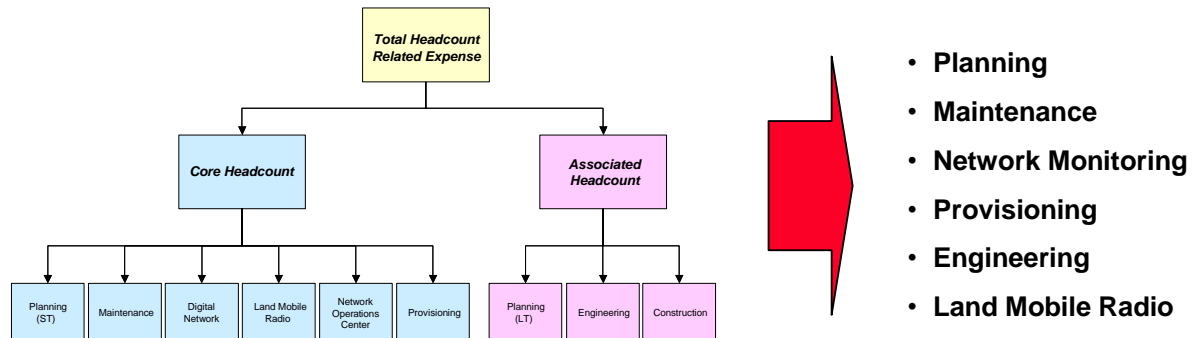 Total Headcount
Related Expense
Core Headcount
Associated
Headcount
Planning
(ST)
Maintenance
Digital
Network
Land Mobile
Radio
Network
Operations
Center
Provisioning
Planning
(LT)
Engineering
Construction
• Planning
• Maintenance
• Network Monitoring
• Provisioning
• Engineering
• Land Mobile Radio